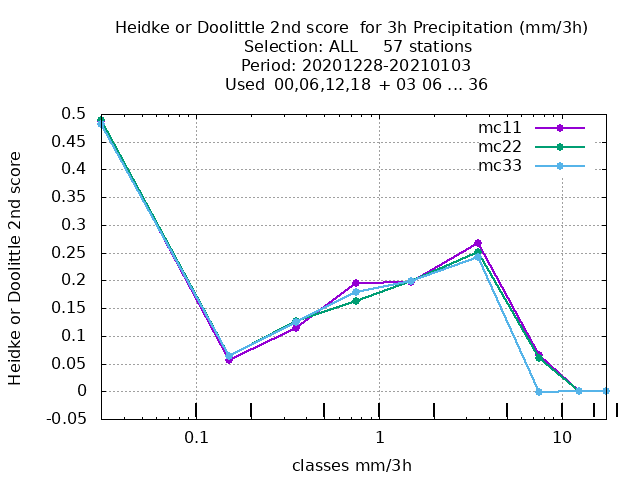 Heidke or Doolittle 2nd score  for 3h Precipitation (mm/3h)
Selection: ALL     57 stations
Period: 20201228-20210103
Used  00,06,12,18  + 03 06 ... 36
mc11
mc22
mc33
0.5
0.45
0.4
0.35
0.3
0.25
0.2
0.15
0.1
0.05
0
-0.05
Heidke or Doolittle 2nd score
0.1
1
10
classes mm/3h